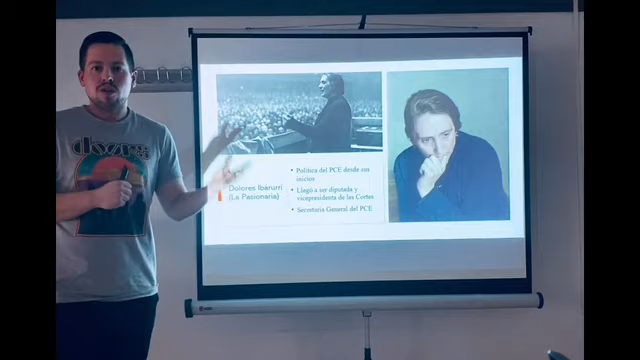 the
doors
Dolores Ibarruri
(La Pasionaria)
• Política del PCE desde sus
inicios
• Llegó a ser diputada y
vicepresidenta de las Cortes
• Secretaria General del PCE